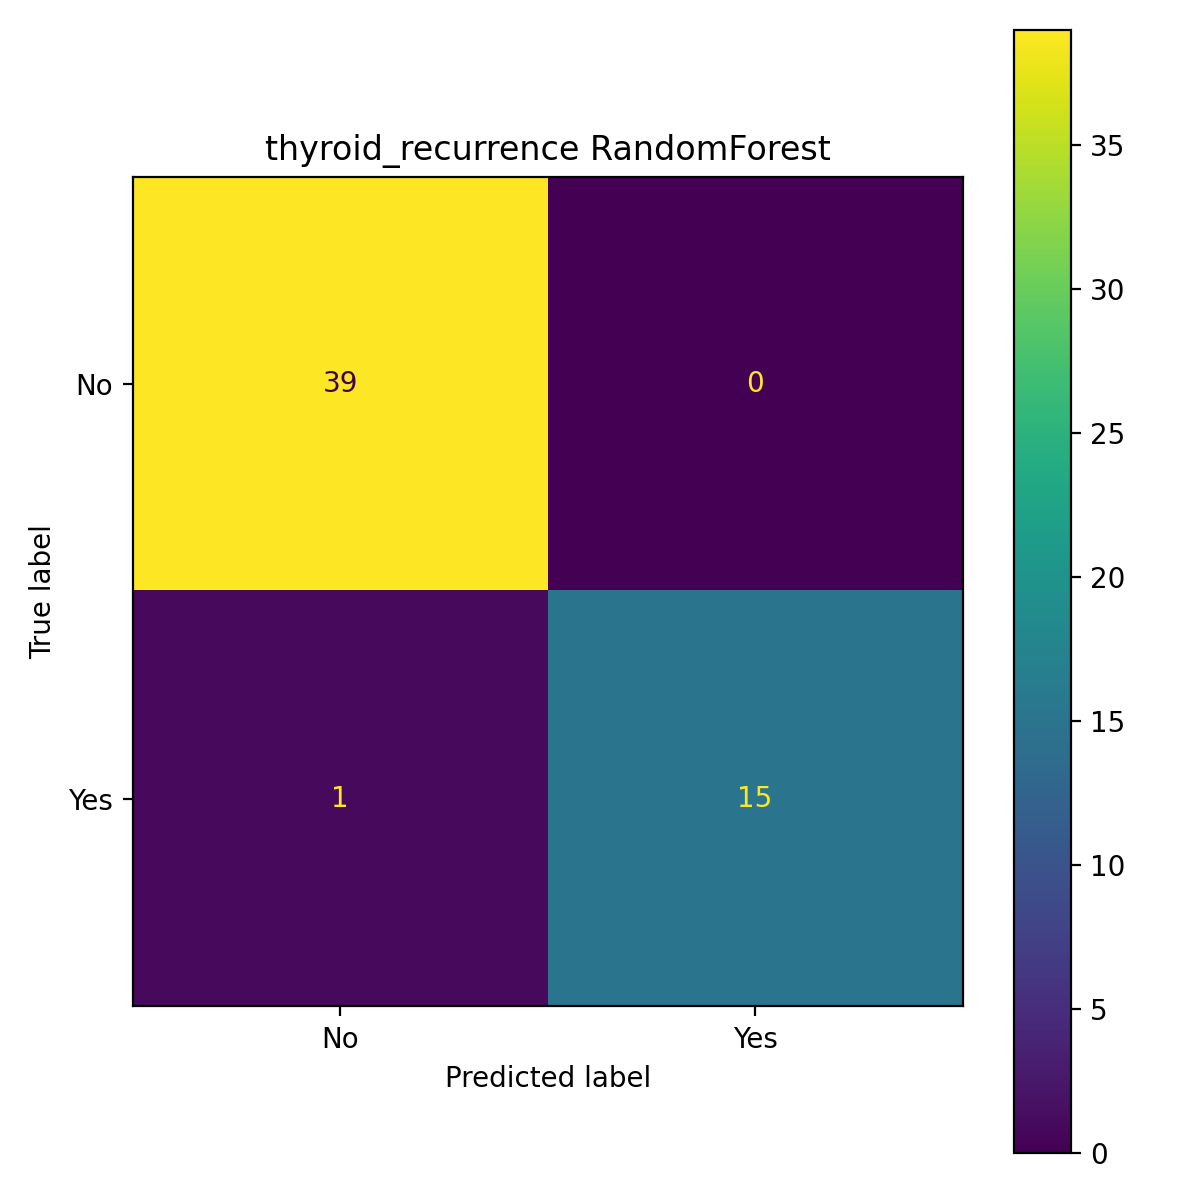 thyroid_recurrence RandomForest
True label
No
39
0
Yes
1
15
No
Yes
Predicted label
35
30
25
20
15
10
5
0